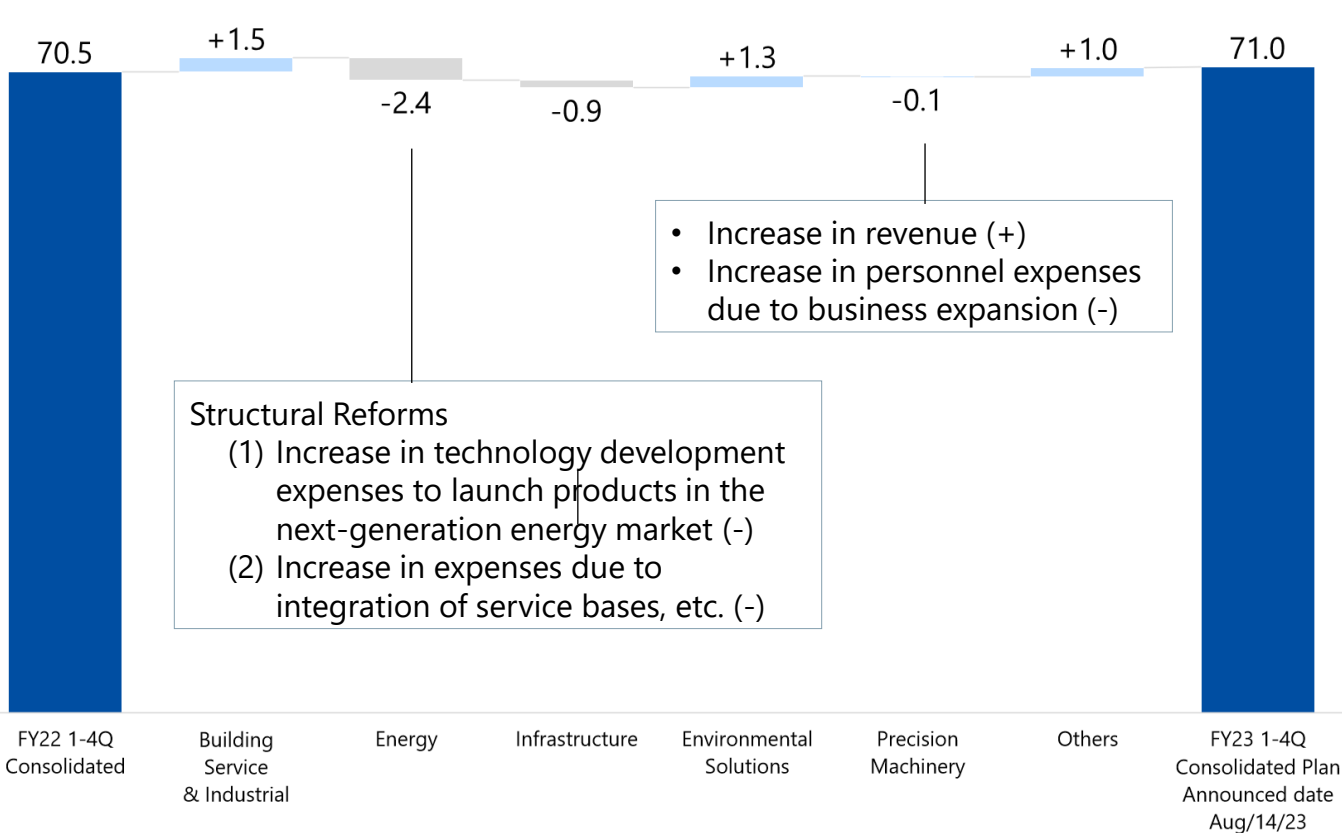 70.5
+1.5
-2.4
-0.9
+1.3
-0.1
+1.0
71.0
• Increase in revenue (+)
• Increase in personnel expenses
due to business expansion (-)
Structural Reforms
(1) Increase in technology development
expenses to launch products in the
next-generation energy market (-)
(2) Increase in expenses due to
integration of service bases, etc. (-)
FY22 1-4Q
Consolidated
Building
Service
& Industrial
Energy
Infrastructure
Environmental
Solutions
Precision
Machinery
Others
FY23 1-4Q
Consolidated Plan
Announced date
Aug/14/23